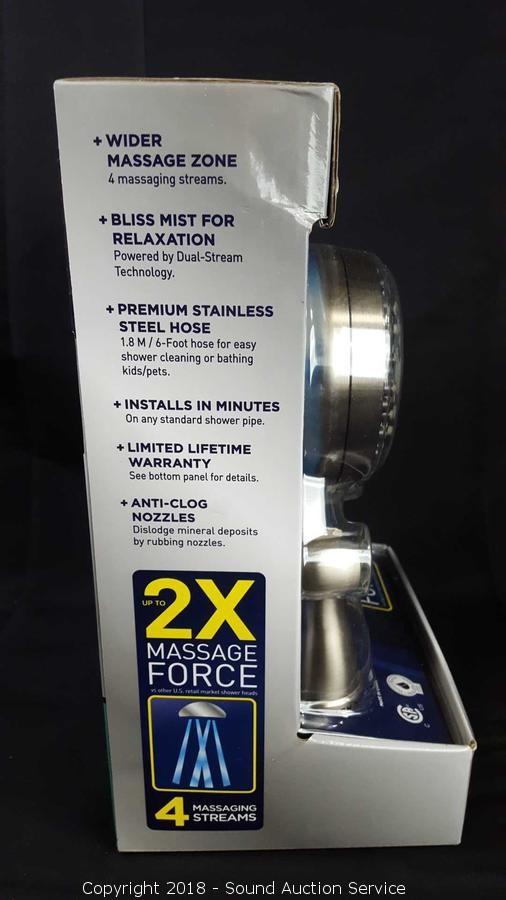 + WIDER
MASSAGE ZONE
4 massaging streams.
+ BLISS MIST FOR
RELAXATION
Powered by Dual-Stream
Technology.
+ PREMIUM STAINLESS
STEEL HOSE
1.8 M / 6-Foot hose for easy
shower cleaning or bathing
kids/pets.
+ INSTALLS IN MINUTES
On any standard shower pipe.
+ LIMITED LIFETIME
WARRANTY
See bottom panel for details.
+ ANTI-CLOG
NOZZLES
Dislodge mineral deposits
by rubbing nozzles.
UP TO
2X
MASSAGE
FORCE
vs other U.S. retail market shower heads
4 MASSAGING
STREAMS
Copyright 2018 - Sound Auction Service